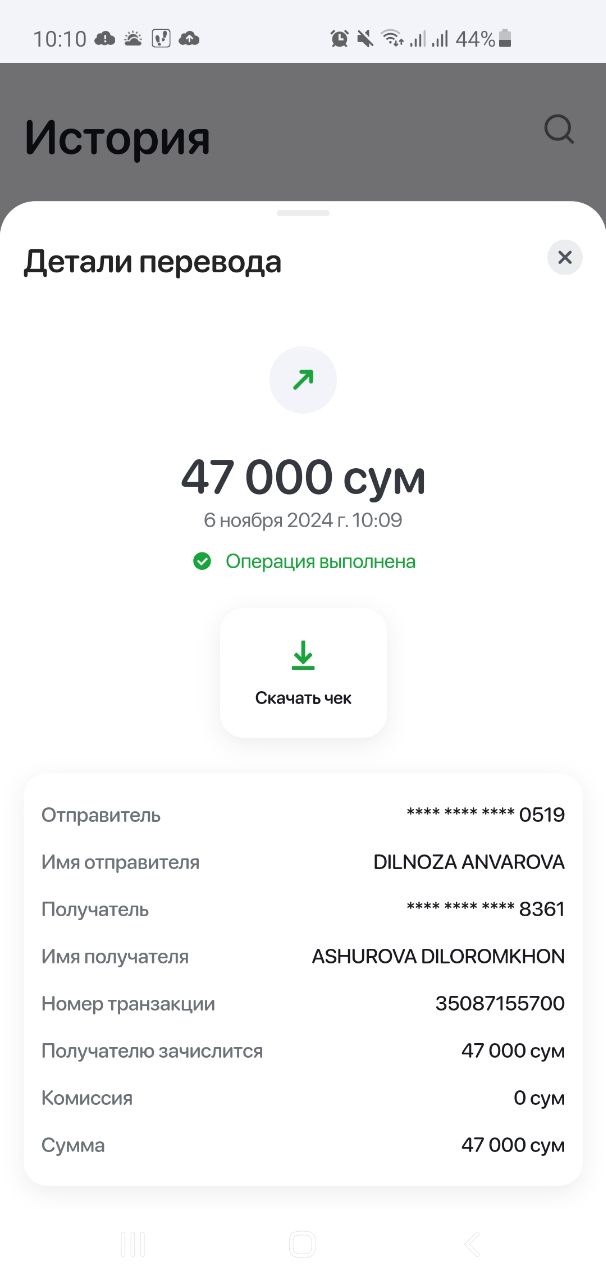 10:10 44%
История
Детали перевода
47 000 сум
6 ноября 2024 г. 10:09
Операция выполнена
Скачать чек
Отправитель **** **** **** 0519
Имя отправителя DILNOZA ANVAROVA
Получатель **** **** **** 8361
Имя получателя ASHUROVA DILOROMKHON
Номер транзакции 35087155700
Получателю зачислится 47 000 сум
Комиссия 0 сум
Сумма 47 000 сум